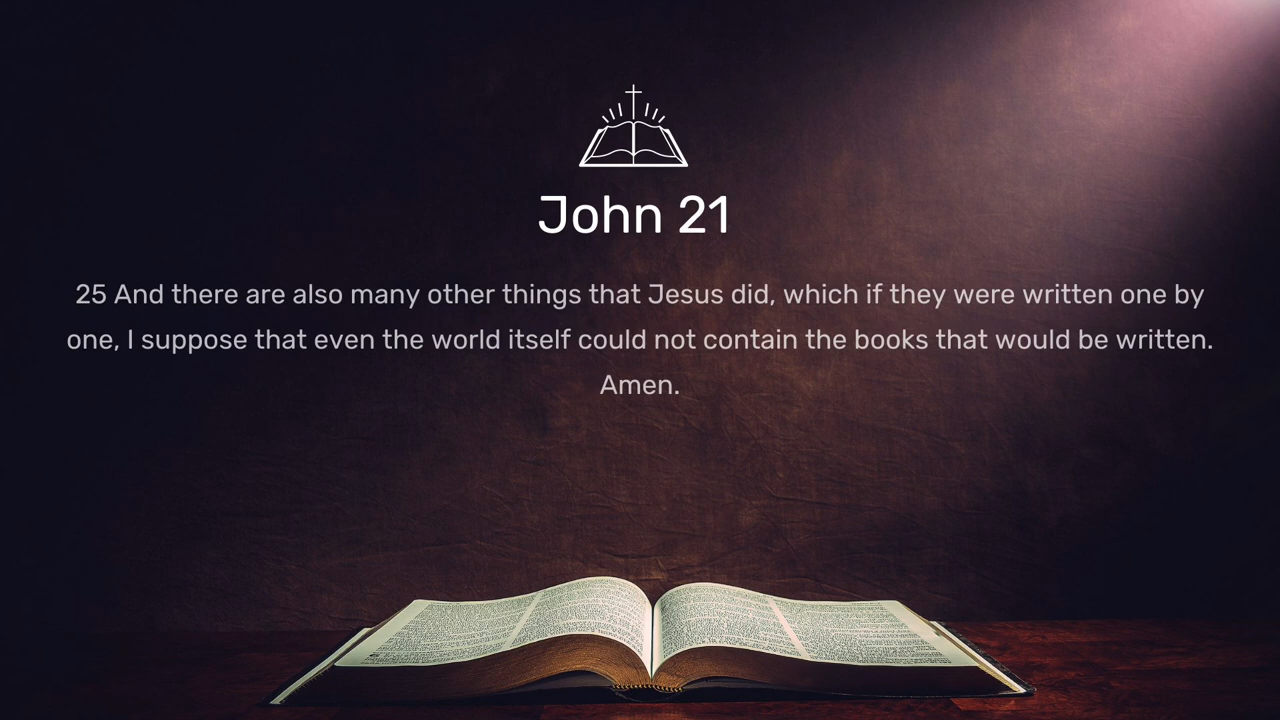 John 21
25 And there are also many other things that Jesus did, which if they were written one by
one, I suppose that even the world itself could not contain the books that would be written.
Amen.